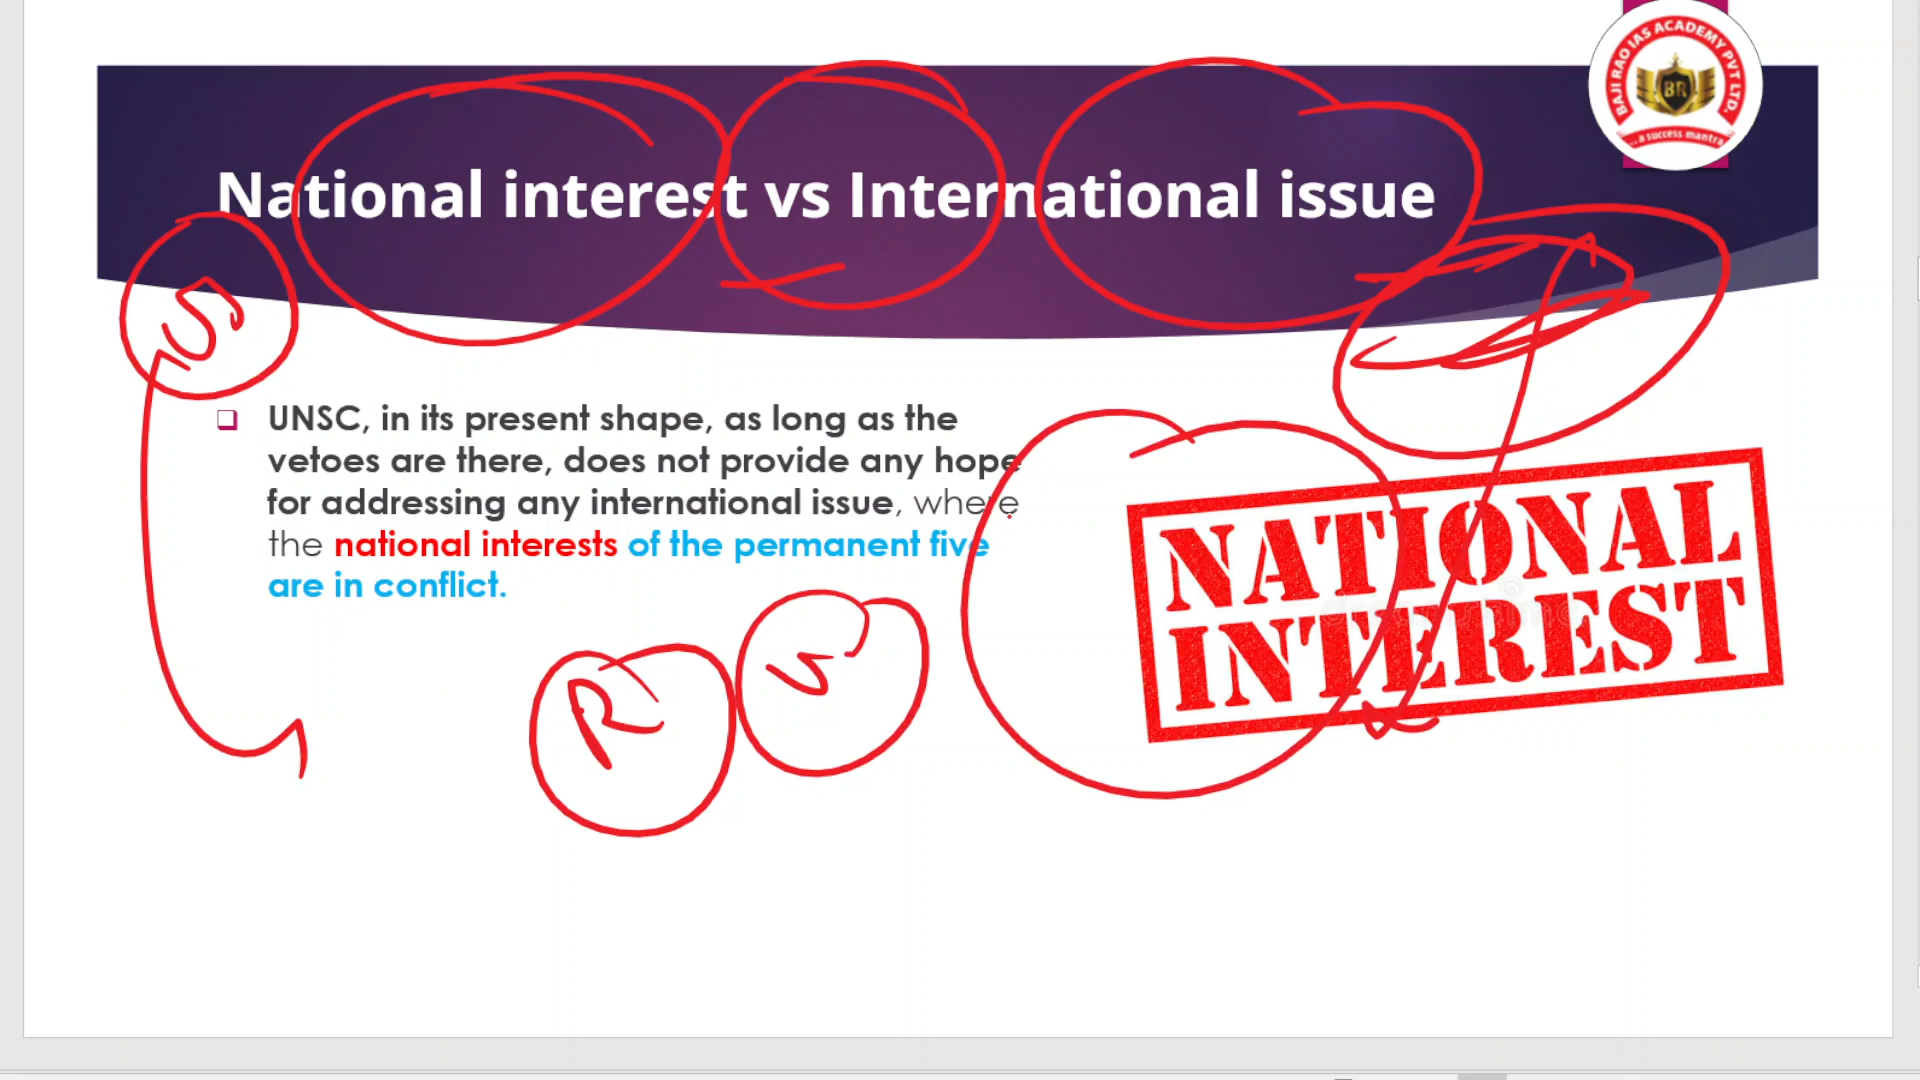 BAJI RAO IAS ACADEMY PVT LTD.
BR
...a success mantra
National interest vs International issue
S
UNSC, in its present shape, as long as the
vetoes are there, does not provide any hope
for addressing any international issue, where
the national interests of the permanent five
are in conflict.
NATIONAL
INTEREST
R